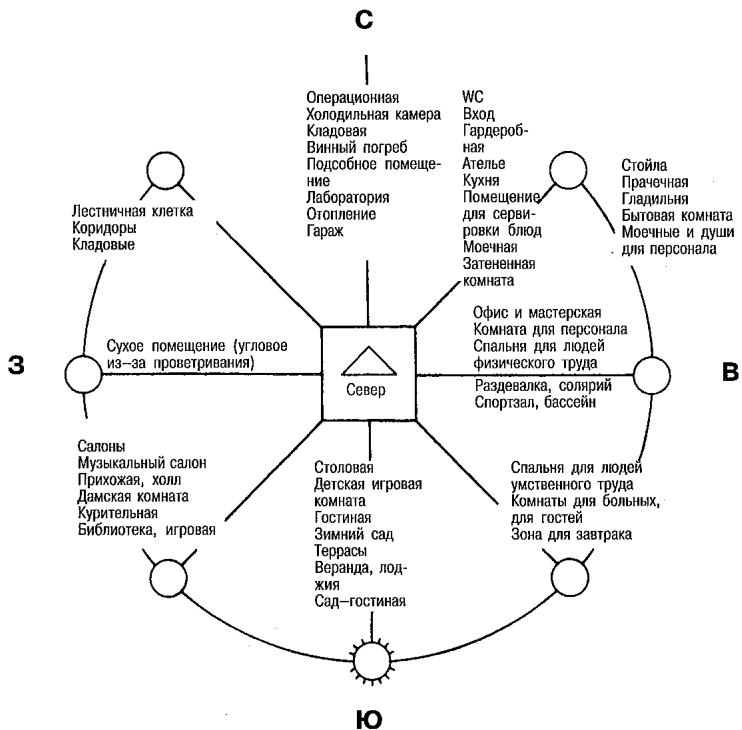 С
Операционная
Холодильная камера
Кладовая
Винный погреб
Подсобное помеще-
ние
Лаборатория
Отопление
Гараж
WC
Вход
Гардероб-
ная
Ателье
Кухня
Помещение
для серви-
ровки блюд
Моечная
Затененная
комната
Стойла
Прачечная
Гладильня
Бытовая комната
Моечные и души
для персонала
Лестничная клетка
Коридоры
Кладовые
З
Сухое помещение (угловое
из–за проветривания)
Север
Офис и мастерская
Комната для персонала
Спальня для людей
физического труда
Раздевалка, солярий
Спортзал, бассейн
В
Салоны
Музыкальный салон
Прихожая, холл
Дамская комната
Курительная
Библиотека, игровая
Столовая
Детская игровая
комната
Гостиная
Зимний сад
Террасы
Веранда, лод-
жия
Сад–гостиная
Спальня для людей
умственного труда
Комнаты для больных,
для гостей
Зона для завтрака
Ю